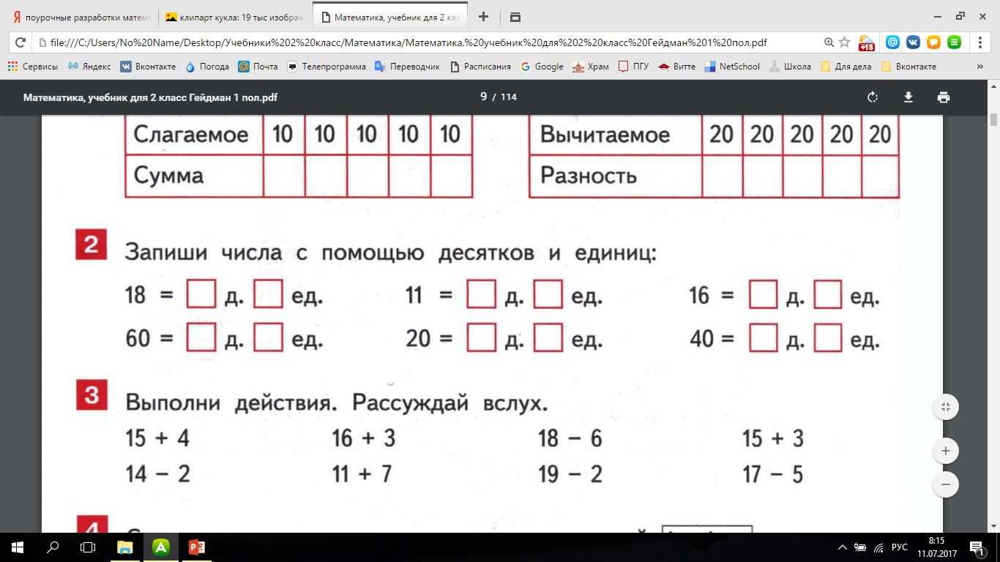 поурочные разработки матема
клипарт кукла: 19 тыс изображ
Математика, учебник для 2 кла
file:///C:/Users/No%20Name/Desktop/Учебники%202%20класс/Математика/Математика,%20учебник%20для%202%20класс%20Гейдман%201%20пол.pdf
+18
Сервисы Яндекс Вконтакте Погода Почта Телепрограмма Переводчик Расписания Google Храм ПГУ Витте NetSchool Школа Для дела Вконтакте »
Математика, учебник для 2 класс Гейдман 1 пол.pdf 9 / 114
Слагаемое 10 10 10 10 10
Сумма
Вычитаемое 20 20 20 20 20
Разность
2 Запиши числа с помощью десятков и единиц:
18 = д. ед. 11 = д. ед. 16 = д. ед.
60 = д. ед. 20 = д. ед. 40 = д. ед.
3 Выполни действия. Рассуждай вслух.
15 + 4 16 + 3 18 – 6 15 + 3
14 – 2 11 + 7 19 – 2 17 – 5
4
РУС 8:15
11.07.2017 1